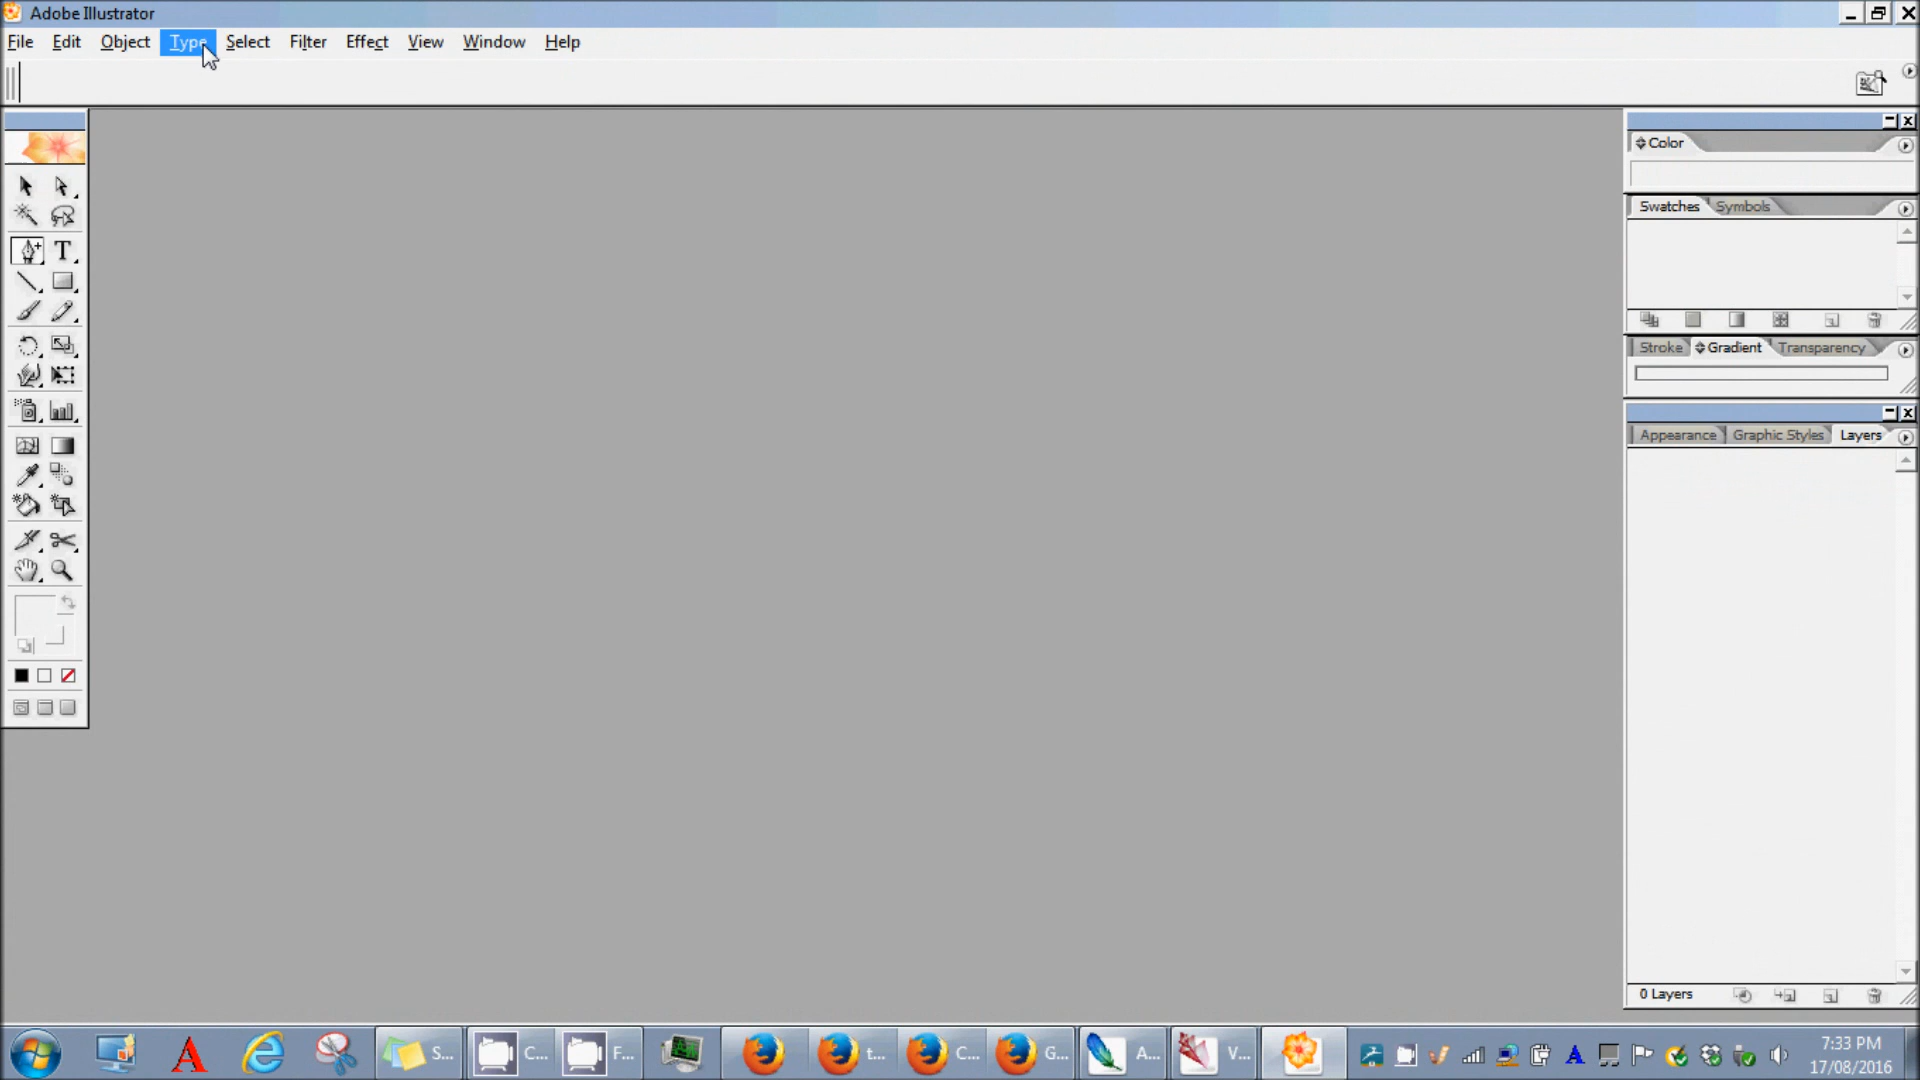 Adobe Illustrator
File Edit Object Type Select Filter Effect View Window Help
Color
Swatches Symbols
Stroke Gradient Transparency
Appearance Graphic Styles Layers
0 Layers
S... C... F... t... C... G... A... V...
7:33 PM
17/08/2016